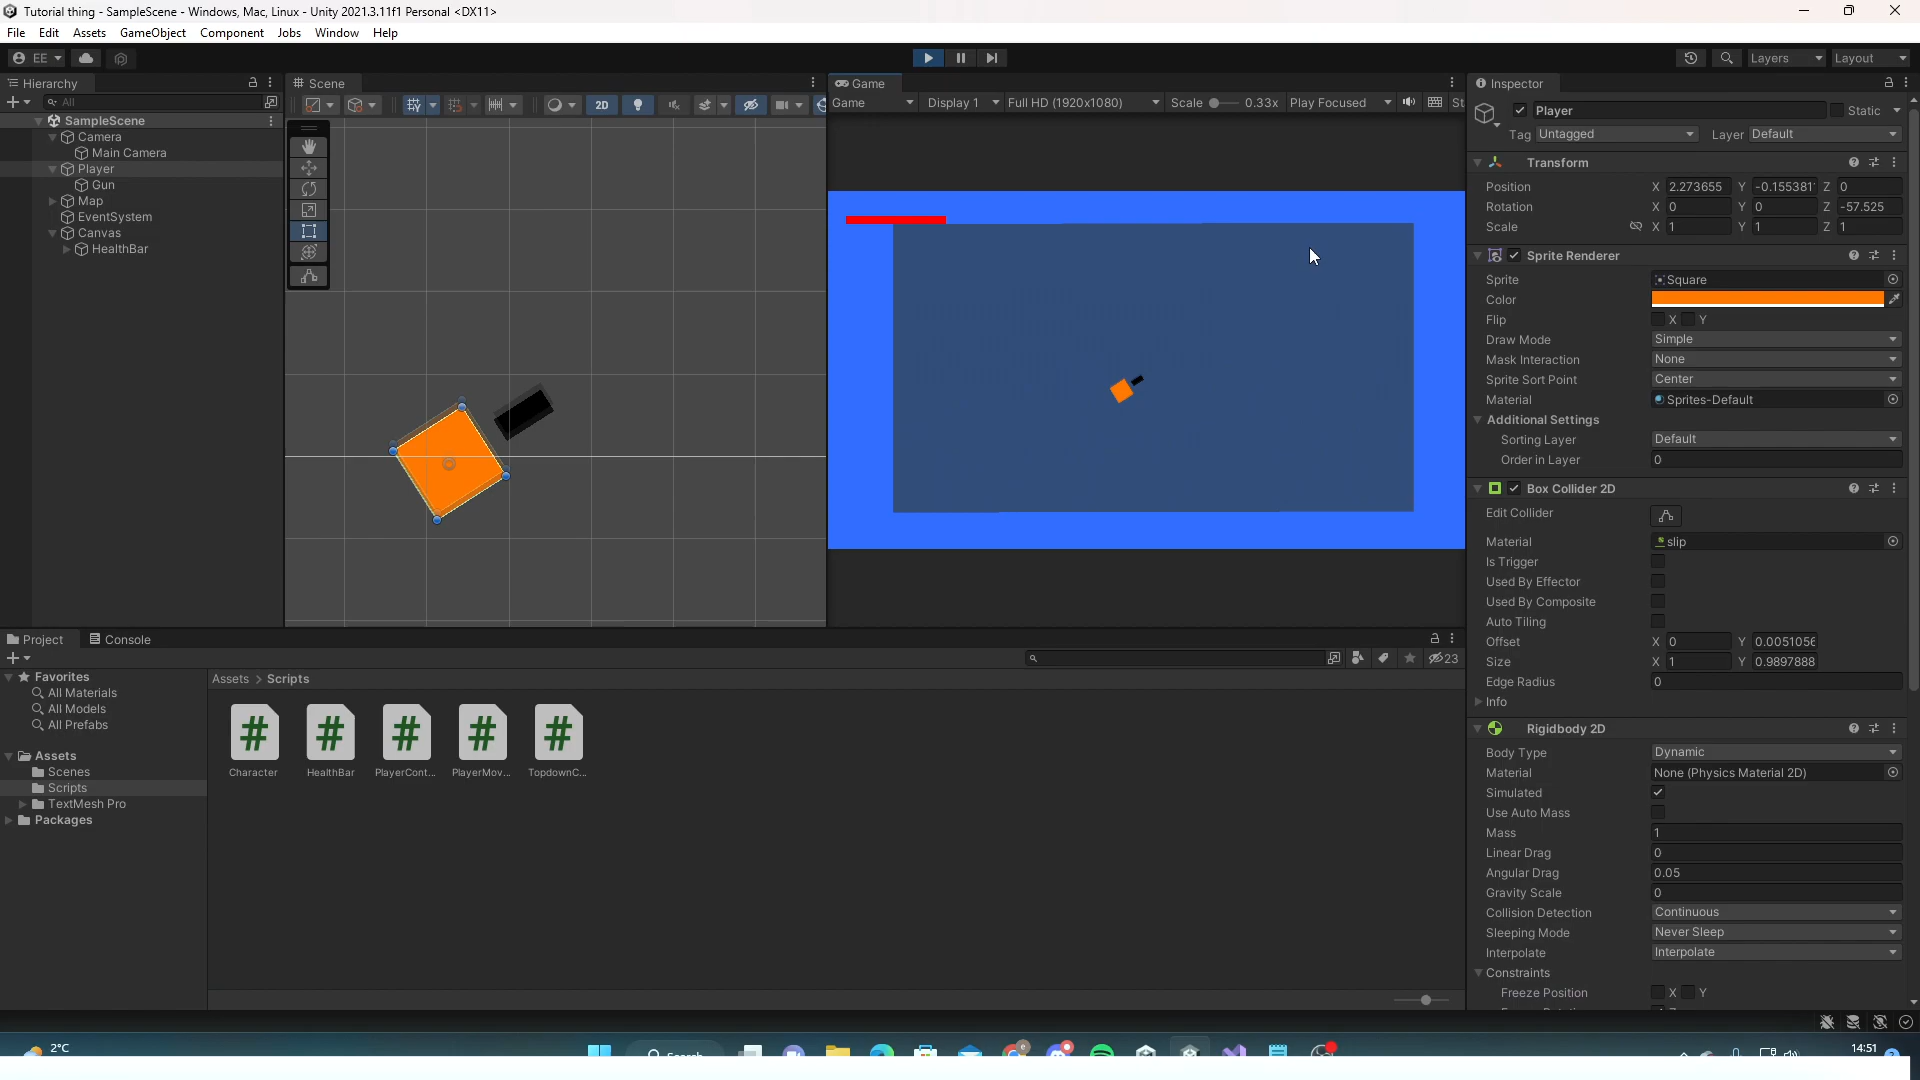 Tutorial thing - SampleScene - Windows, Mac, Linux - Unity 2021.3.11f1 Personal <DX11>
File Edit Assets GameObject Component Jobs Window Help
EE Layers Layout
Hierarchy
All
SampleScene
Camera
Main Camera
Player
Gun
Map
EventSystem
Canvas
HealthBar
Scene
2D
Game
Game Display 1 Full HD (1920x1080) Scale 0.33x Play Focused St
Inspector
Player Static
Tag Untagged Layer Default
Transform
Position X 2.273655 Y -0.155381 Z 0
Rotation X 0 Y 0 Z -57.525
Scale X 1 Y 1 Z 1
Sprite Renderer
Sprite Square
Color
Flip X Y
Draw Mode Simple
Mask Interaction None
Sprite Sort Point Center
Material Sprites-Default
Additional Settings
Sorting Layer Default
Order in Layer 0
Box Collider 2D
Edit Collider
Material slip
Is Trigger
Used By Effector
Used By Composite
Auto Tiling
Offset X 0 Y 0.0051056
Size X 1 Y 0.9897888
Edge Radius 0
Info
Rigidbody 2D
Body Type Dynamic
Material None (Physics Material 2D)
Simulated
Use Auto Mass
Mass 1
Linear Drag 0
Angular Drag 0.05
Gravity Scale 0
Collision Detection Continuous
Sleeping Mode Never Sleep
Interpolate Interpolate
Constraints
Freeze Position X Y
Project Console
23
Favorites
All Materials
All Models
All Prefabs
Assets
Scenes
Scripts
TextMesh Pro
Packages
Assets > Scripts
Character HealthBar PlayerCont... PlayerMov... TopdownC...
2°C
Search
14:51